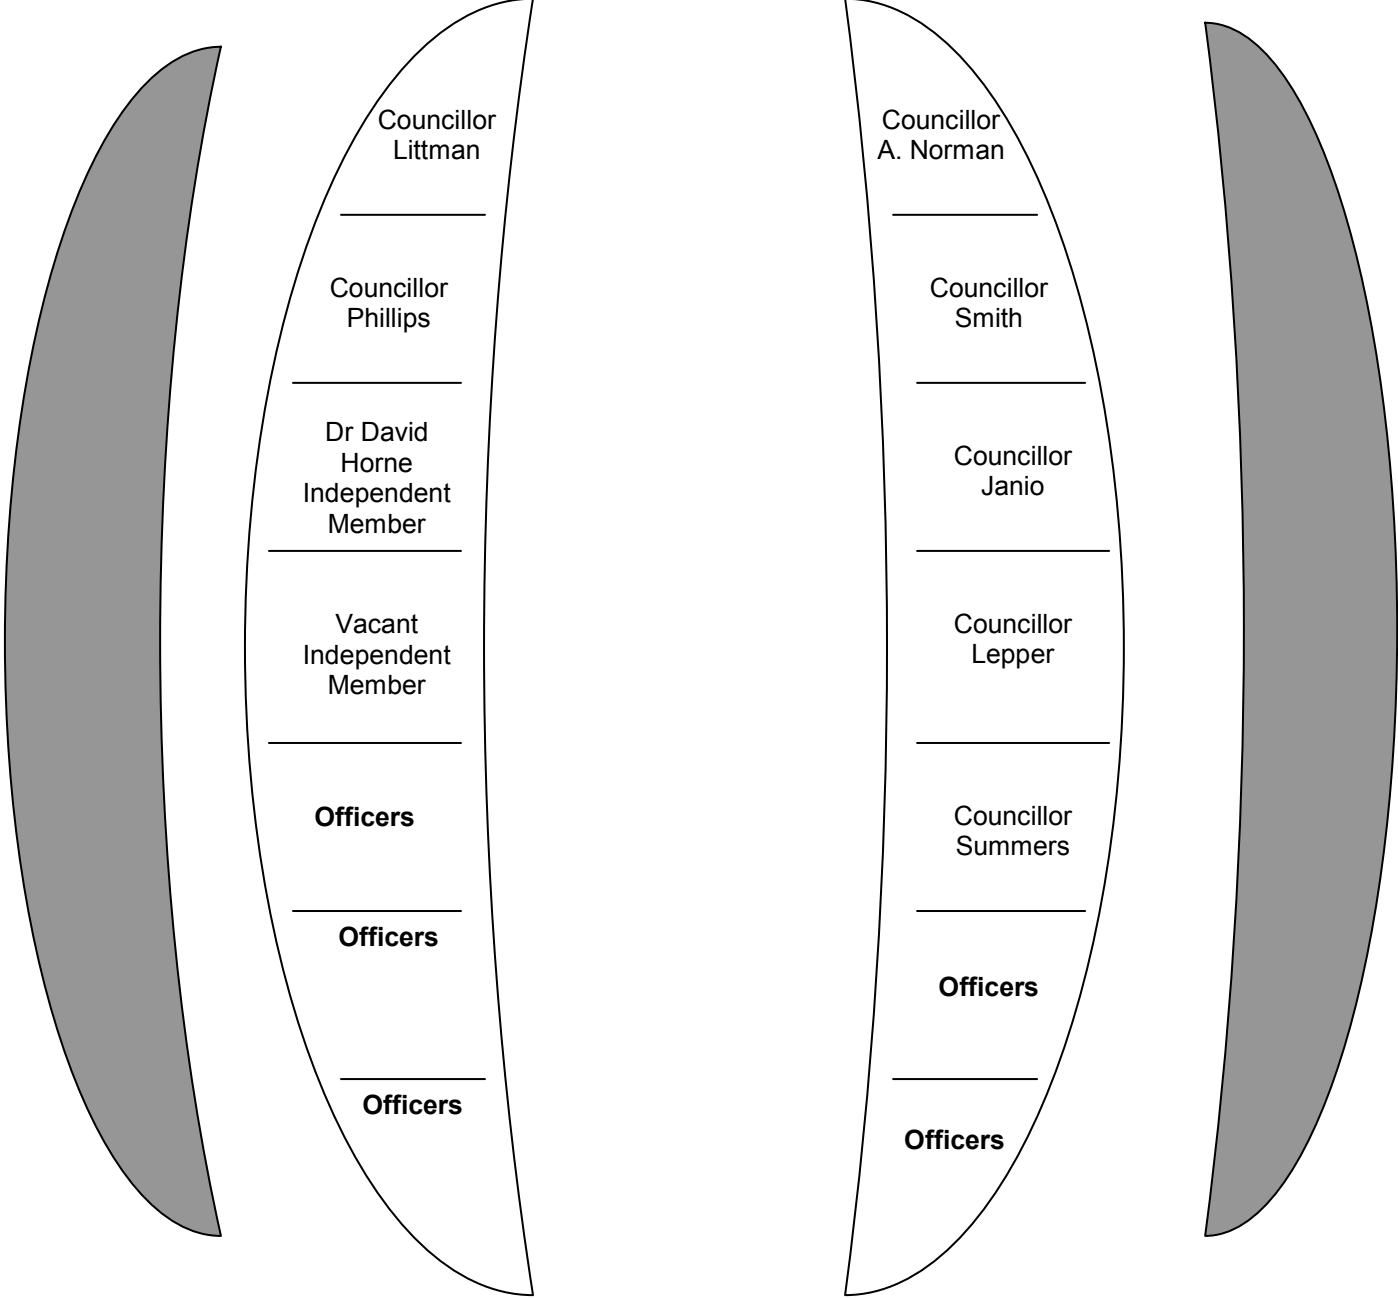 Councillor
Littman
Councillor
Phillips
Dr David
Horne
Independent
Member
Vacant
Independent
Member
Officers
Officers
Officers
Councillor
A. Norman
Councillor
Smith
Councillor
Janio
Councillor
Lepper
Councillor
Summers
Officers
Officers